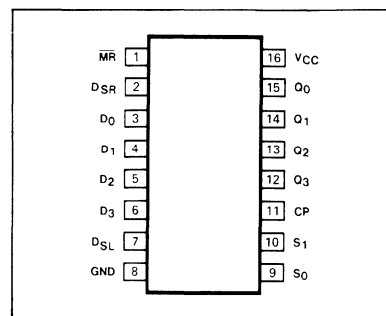 M̅R̅ 1 16 VCC
DSR 2 15 Q0
D0 3 14 Q1
D1 4 13 Q2
D2 5 12 Q3
D3 6 11 CP
DSL 7 10 S1
GND 8 9 S0